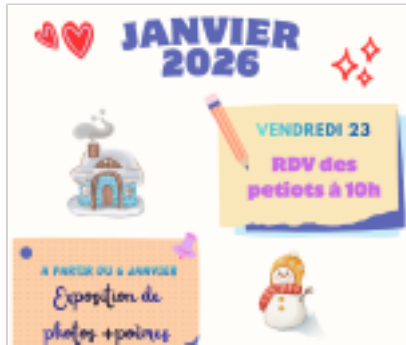 JANVIER
2026
VENDREDI 23
RDV des
petiots à 10h
A PARTIR DU 6 JANVIER
Exposition de
photos + poèmes